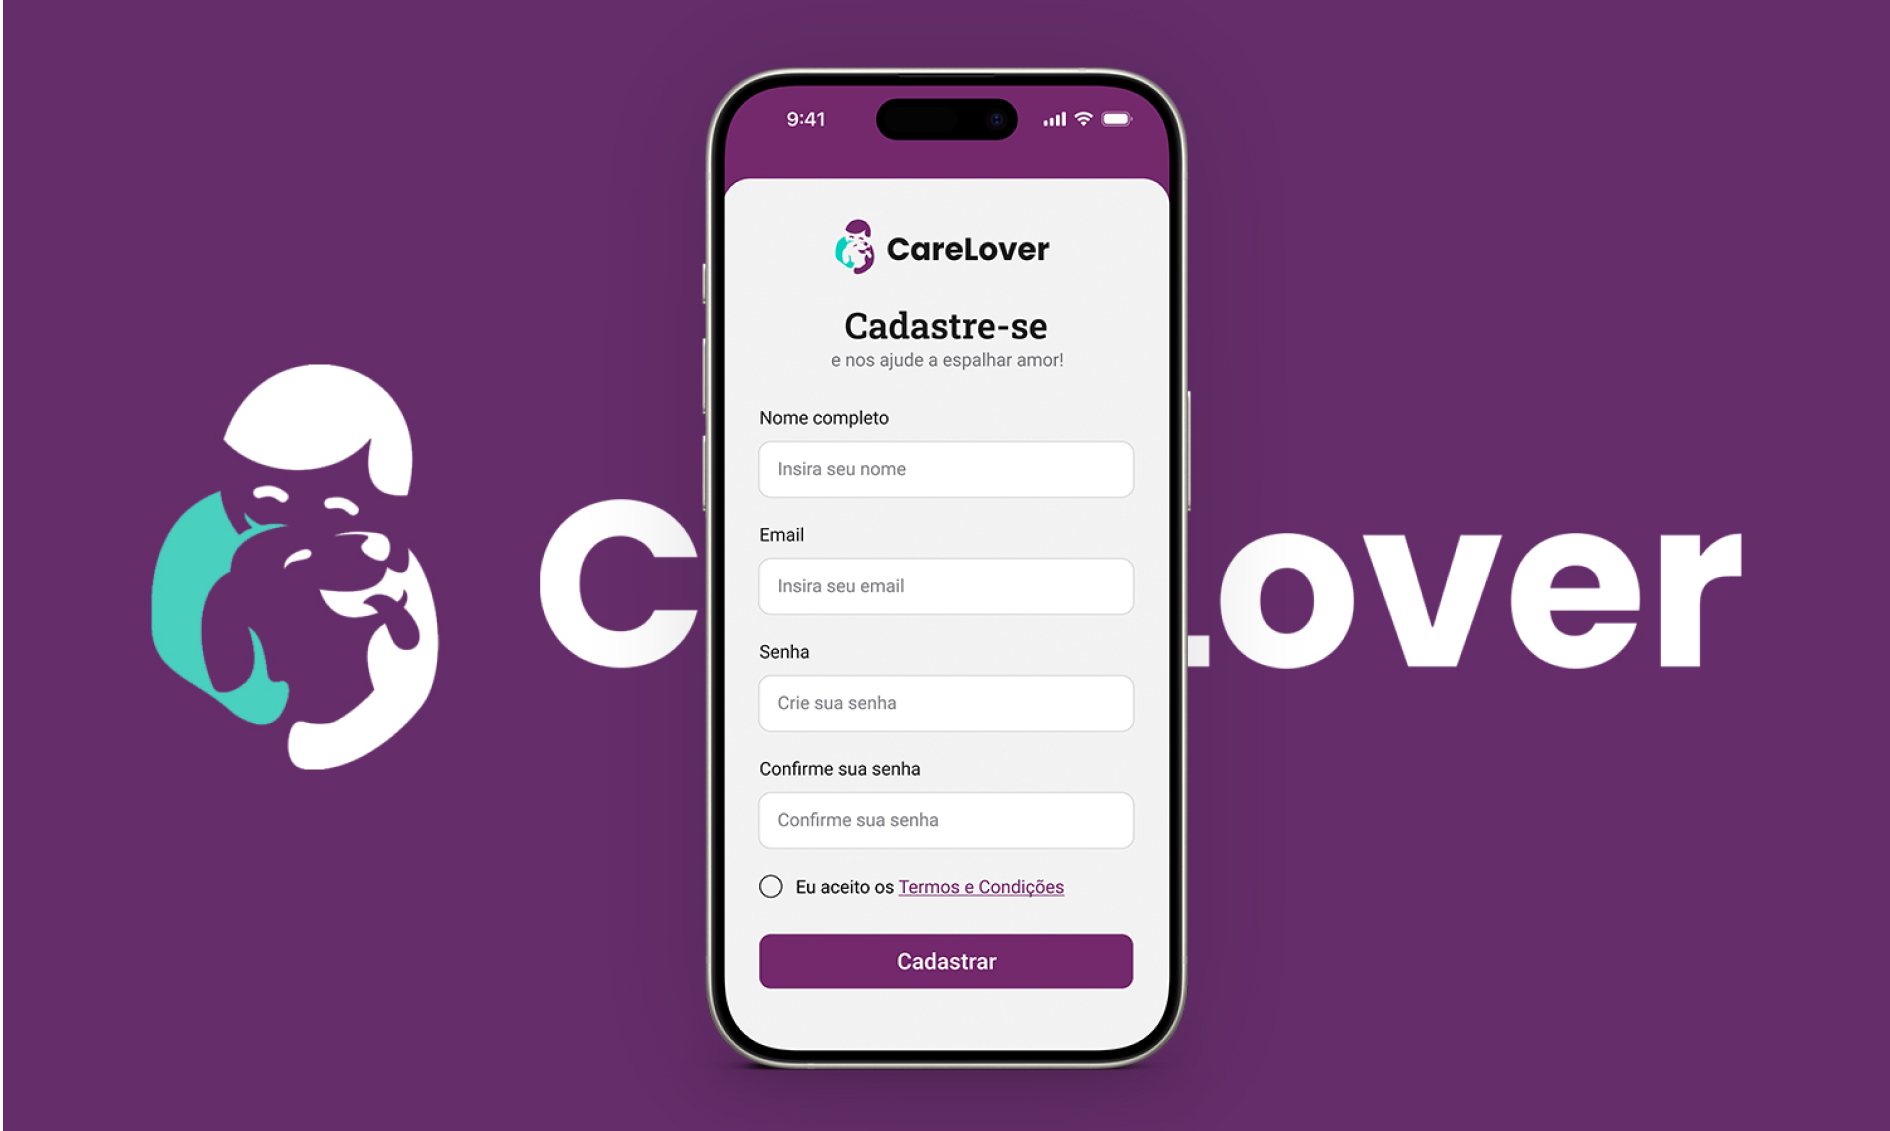 9:41
CareLover
Cadastre-se
e nos ajude a espalhar amor!
Nome completo
Insira seu nome
Email
Insira seu email
C Lover
Senha
Crie sua senha
Confirme sua senha
Confirme sua senha
Eu aceito os Termos e Condições
Cadastrar